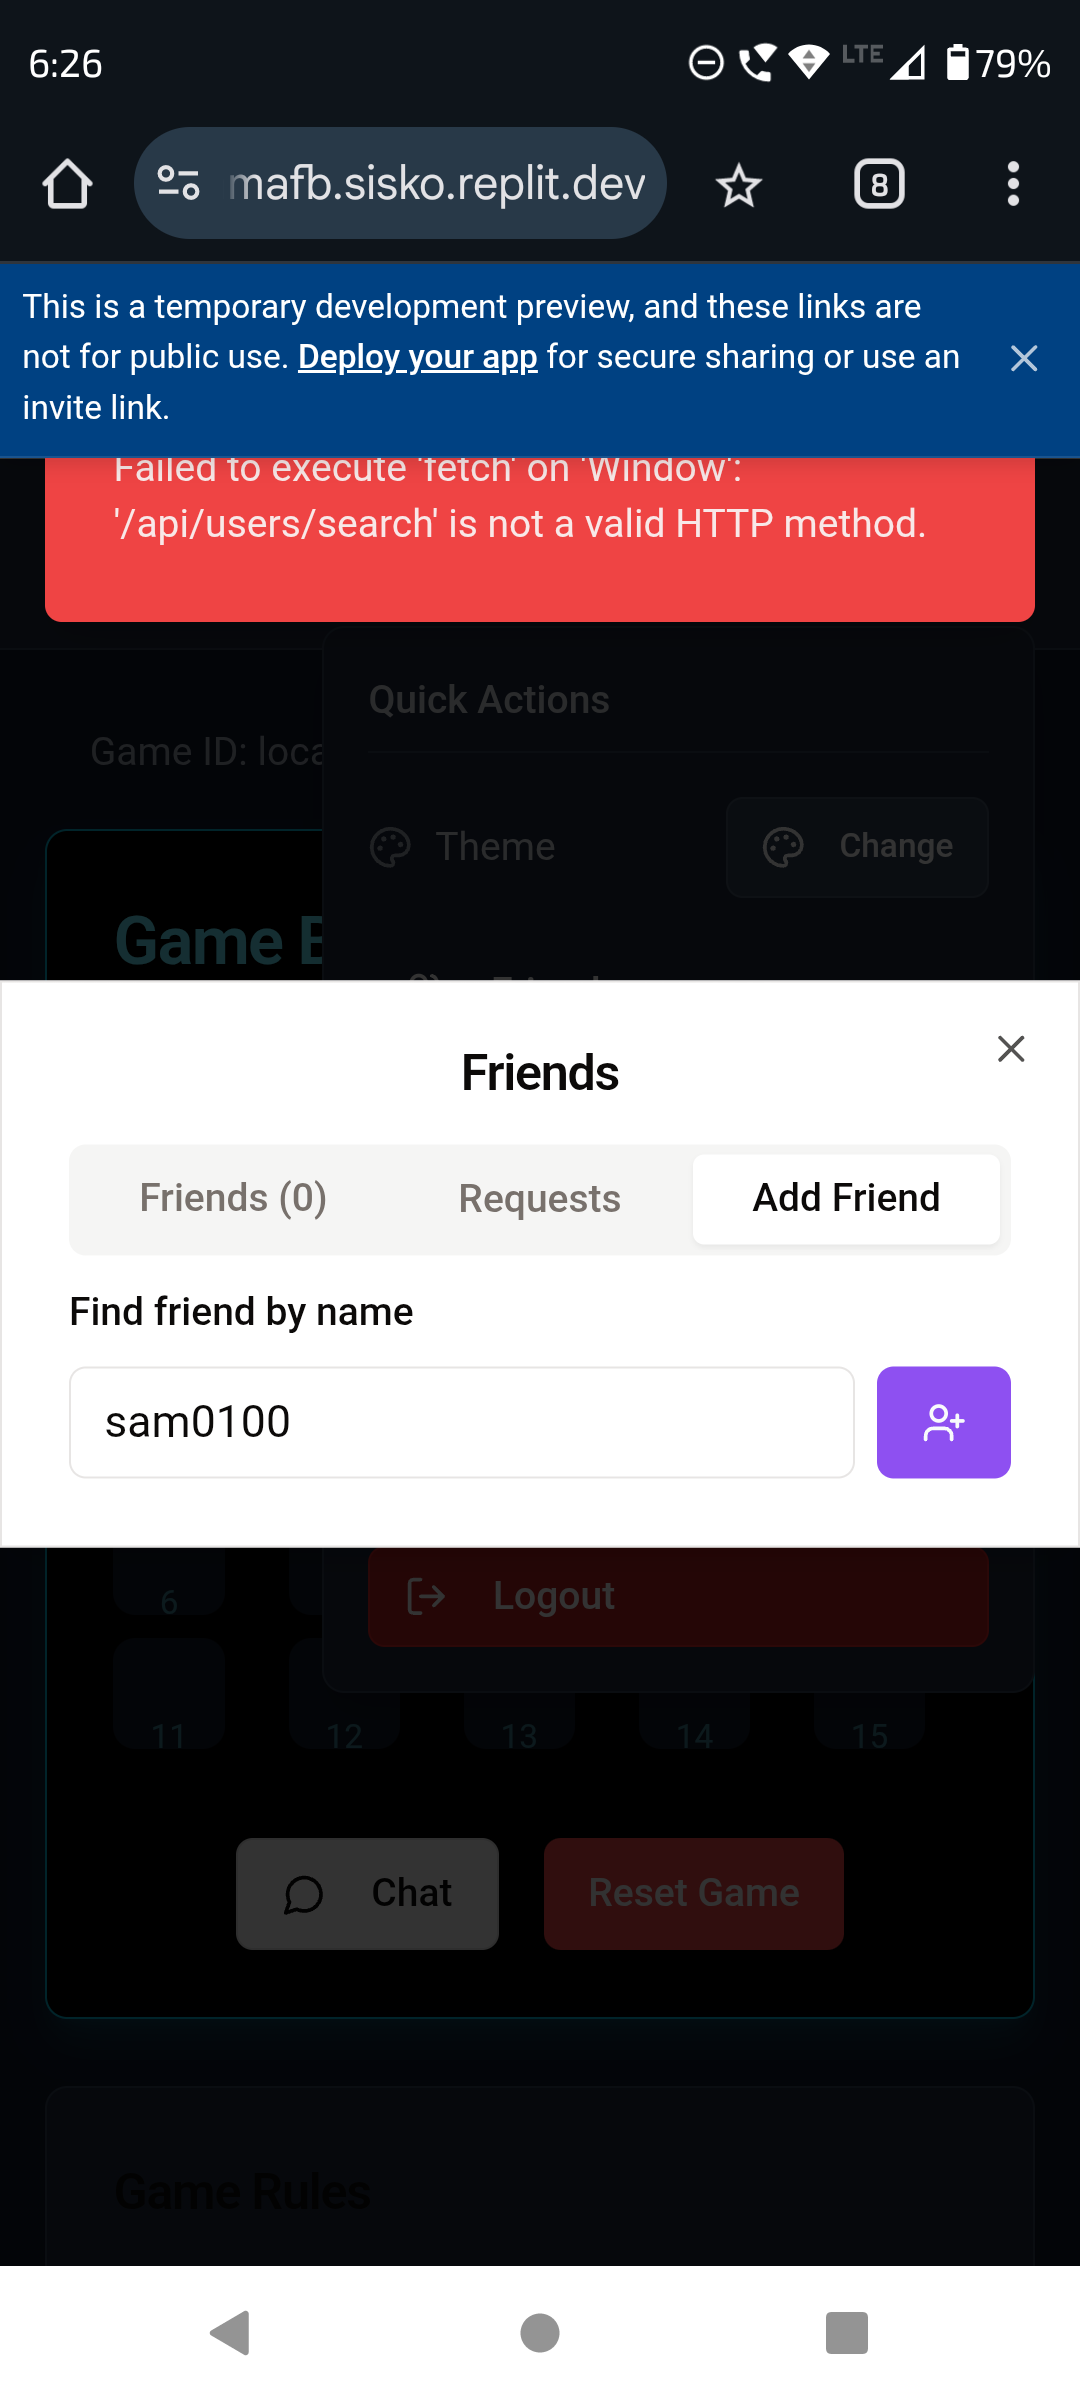 6:26
LTE
79%
mafb.sisko.replit.dev
8
This is a temporary development preview, and these links are
not for public use. Deploy your app for secure sharing or use an
invite link.
Failed to execute 'fetch' on 'Window':
'/api/users/search' is not a valid HTTP method.
Quick Actions
Game ID: loca
Theme
Change
Game
Friends
Friends (0)
Requests
Add Friend
Find friend by name
sam0100
6
Logout
11
12
13
14
15
Chat
Reset Game
Game Rules